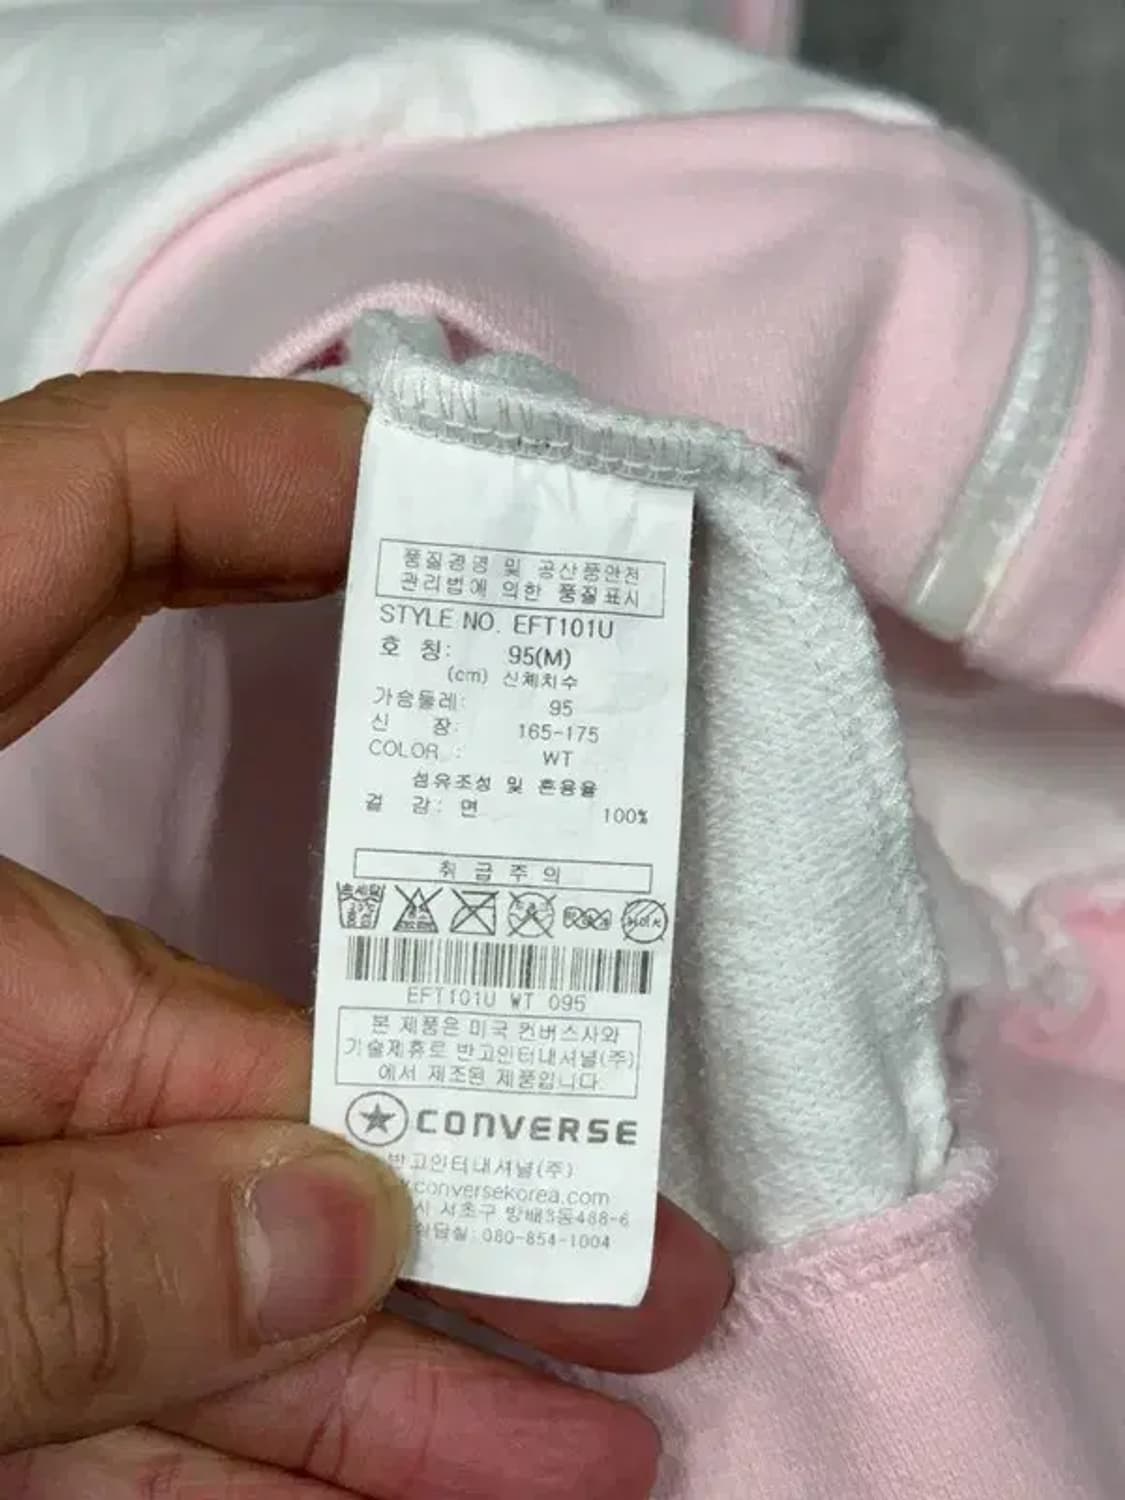 품질경영 및 공산품안전
관리법에 의한 품질표시
STYLE NO. EFT101U
호 칭: 95(M)
(cm) 신체치수
가슴둘레: 95
신 장: 165-175
COLOR : WT
섬유조성 및 혼용율
겉 감: 면 100%
취 급 주 의
EFT101U WT 095
본 제품은 미국 컨버스사와
기술제휴로 반고인터내셔널(주)
에서 제조된 제품입니다.
CONVERSE
반고인터내셔널(주)
.conversekorea.com
시 서초구 방배3동488-6
담실: 080-854-1004